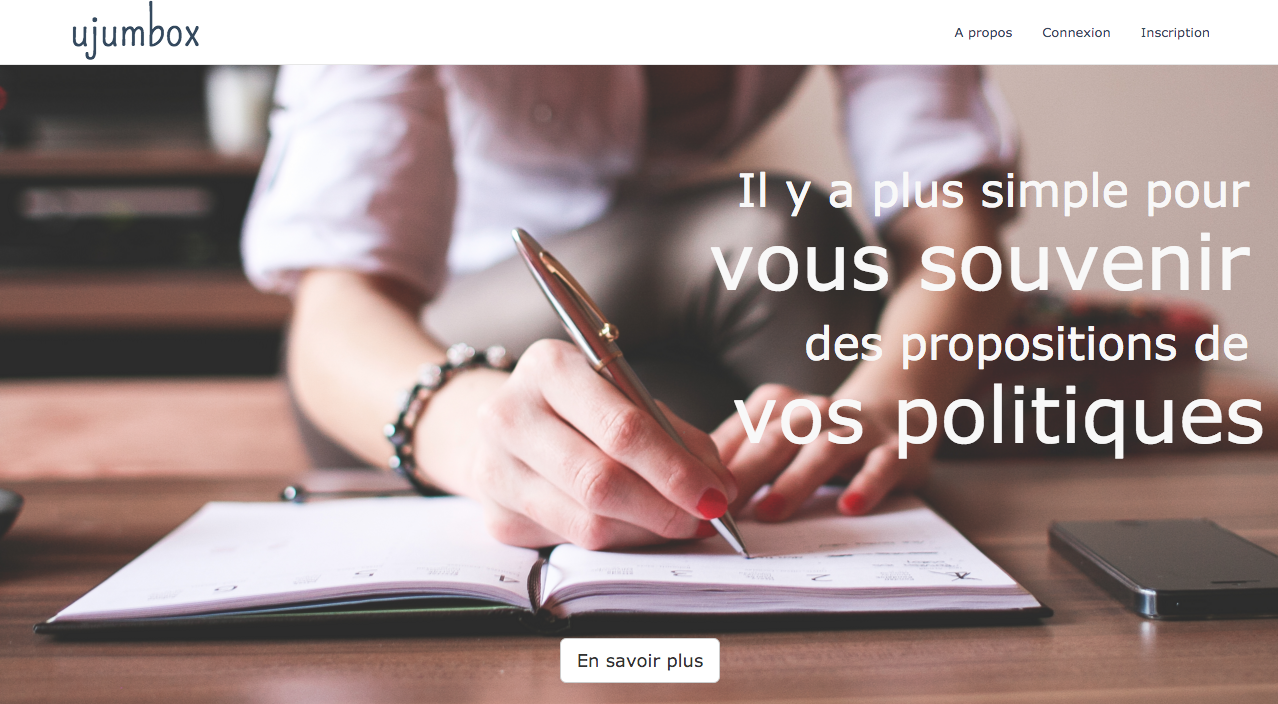 ujumbox
A propos Connexion Inscription
Il y a plus simple pour
vous souvenir
des propositions de
vos politiques
En savoir plus